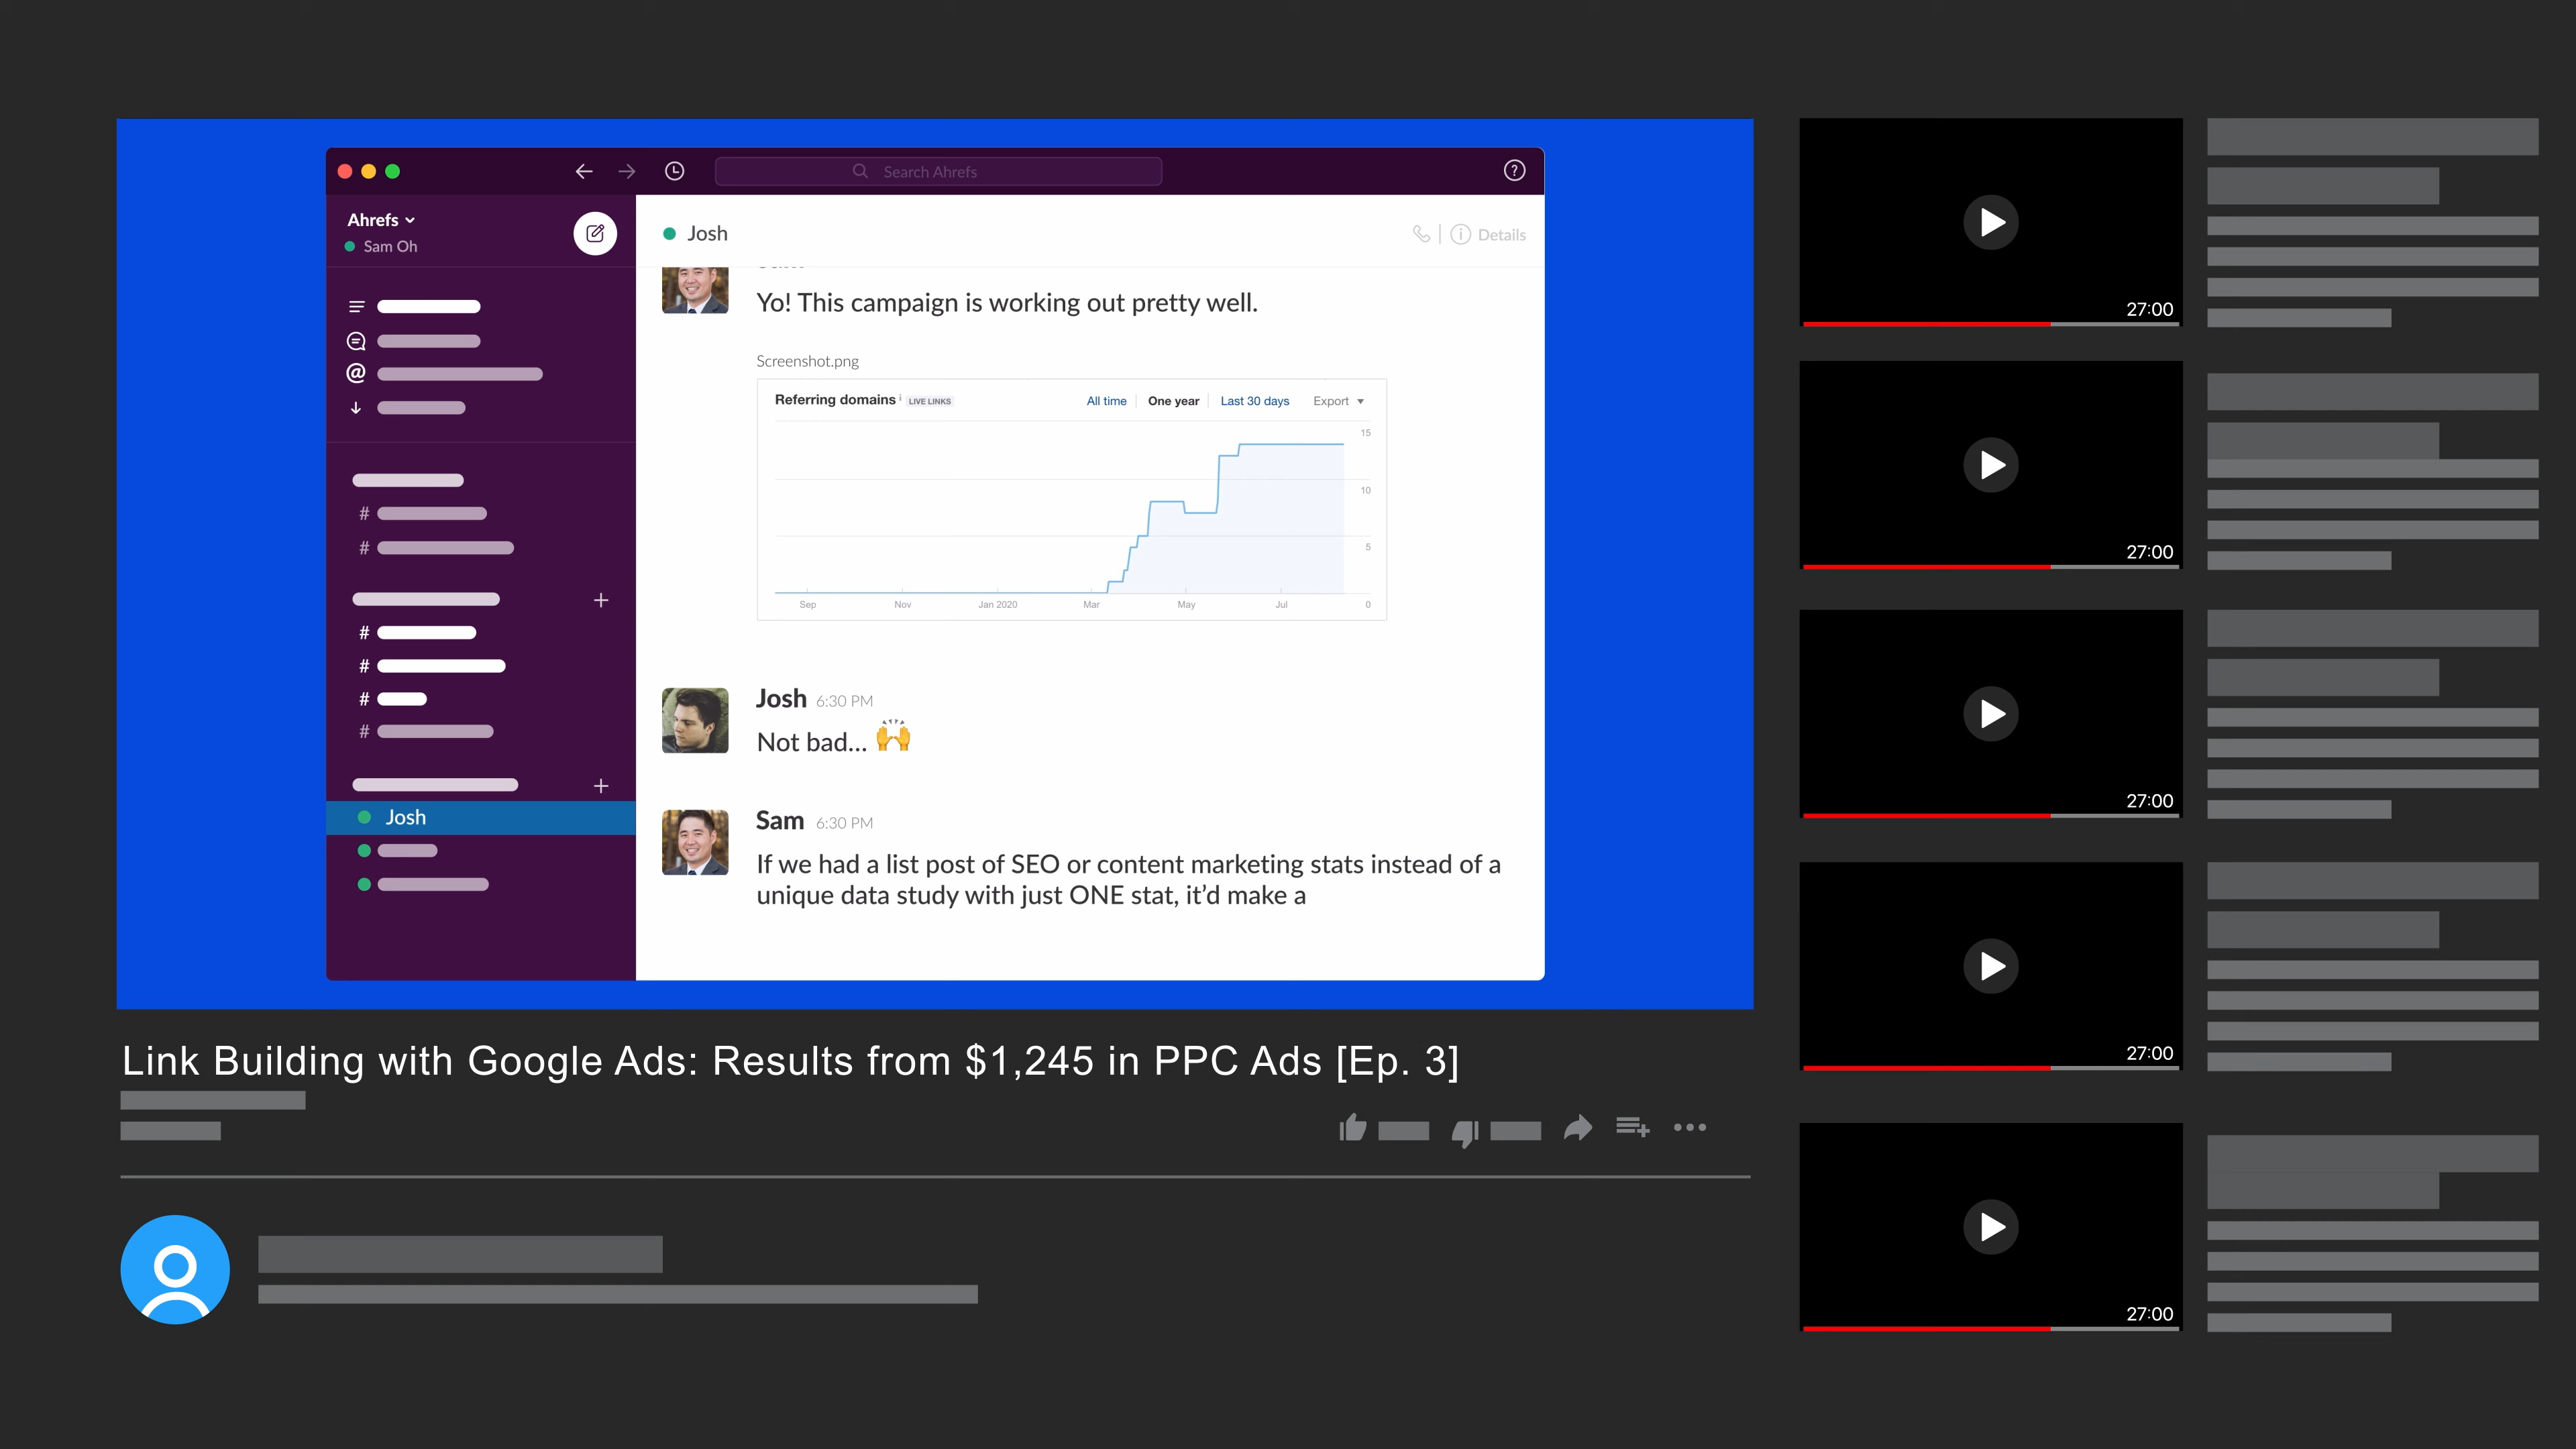 Search Ahrefs
Ahrefs
Sam Oh
Josh
Details
Yo! This campaign is working out pretty well.
Screenshot.png
Referring domains i LIVE LINKS
All time One year Last 30 days Export
15
10
5
0
Sep Nov Jan 2020 Mar May Jul
Josh 6:30 PM
Not bad... 🙌
Sam 6:30 PM
If we had a list post of SEO or content marketing stats instead of a
unique data study with just ONE stat, it’d make a
Josh
Link Building with Google Ads: Results from $1,245 in PPC Ads [Ep. 3]
27:00
27:00
27:00
27:00
27:00